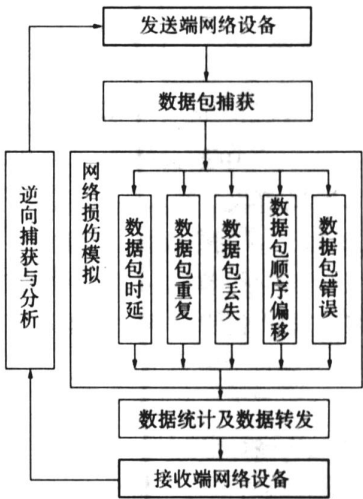 发送端网络设备
数据包捕获
逆向捕获与分析
网络损伤模拟
数据包时延
数据包重复
数据包丢失
数据包顺序偏移
数据包错误
数据统计及数据转发
接收端网络设备